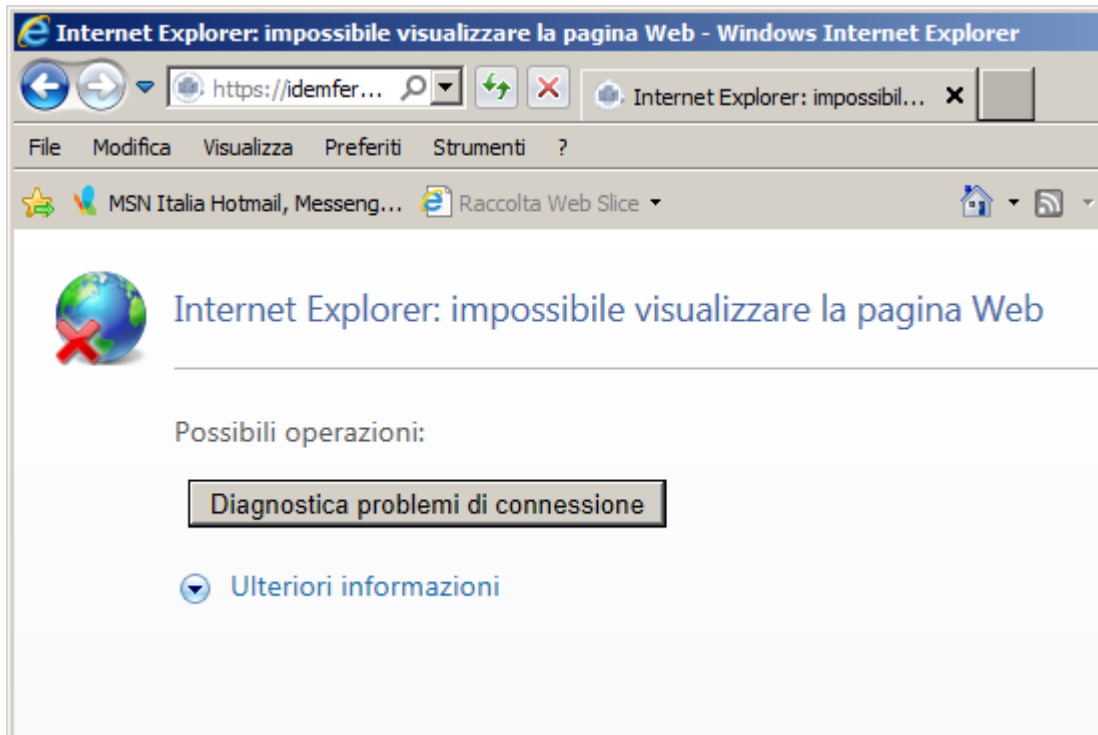 Internet Explorer: impossibile visualizzare la pagina Web - Windows Internet Explorer
https://idemfer...
Internet Explorer: impossibil...
File Modifica Visualizza Preferiti Strumenti ?
MSN Italia Hotmail, Messeng... Raccolta Web Slice
Internet Explorer: impossibile visualizzare la pagina Web
Possibili operazioni:
Diagnostica problemi di connessione
Ulteriori informazioni